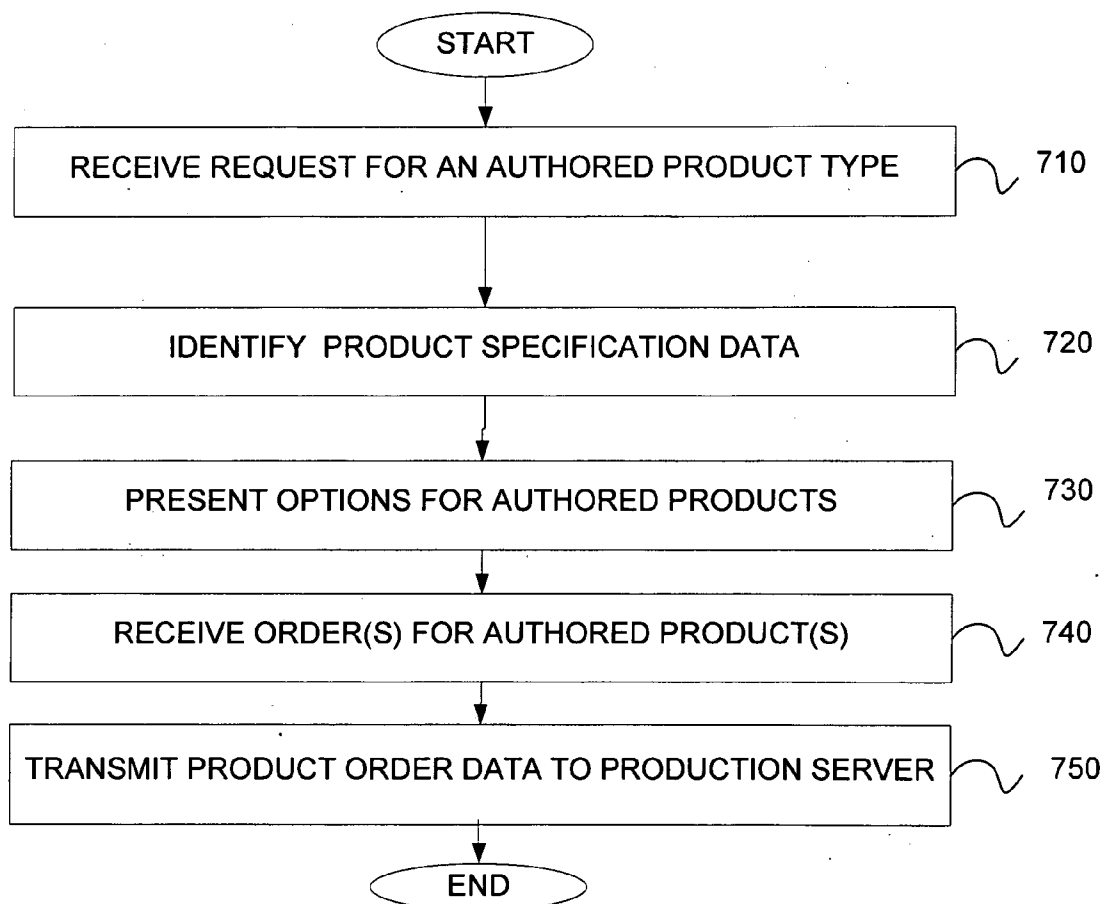 START
RECEIVE REQUEST FOR AN AUTHORED PRODUCT TYPE
710
IDENTIFY PRODUCT SPECIFICATION DATA
720
PRESENT OPTIONS FOR AUTHORED PRODUCTS
730
RECEIVE ORDER(S) FOR AUTHORED PRODUCT(S)
740
TRANSMIT PRODUCT ORDER DATA TO PRODUCTION SERVER
750
END